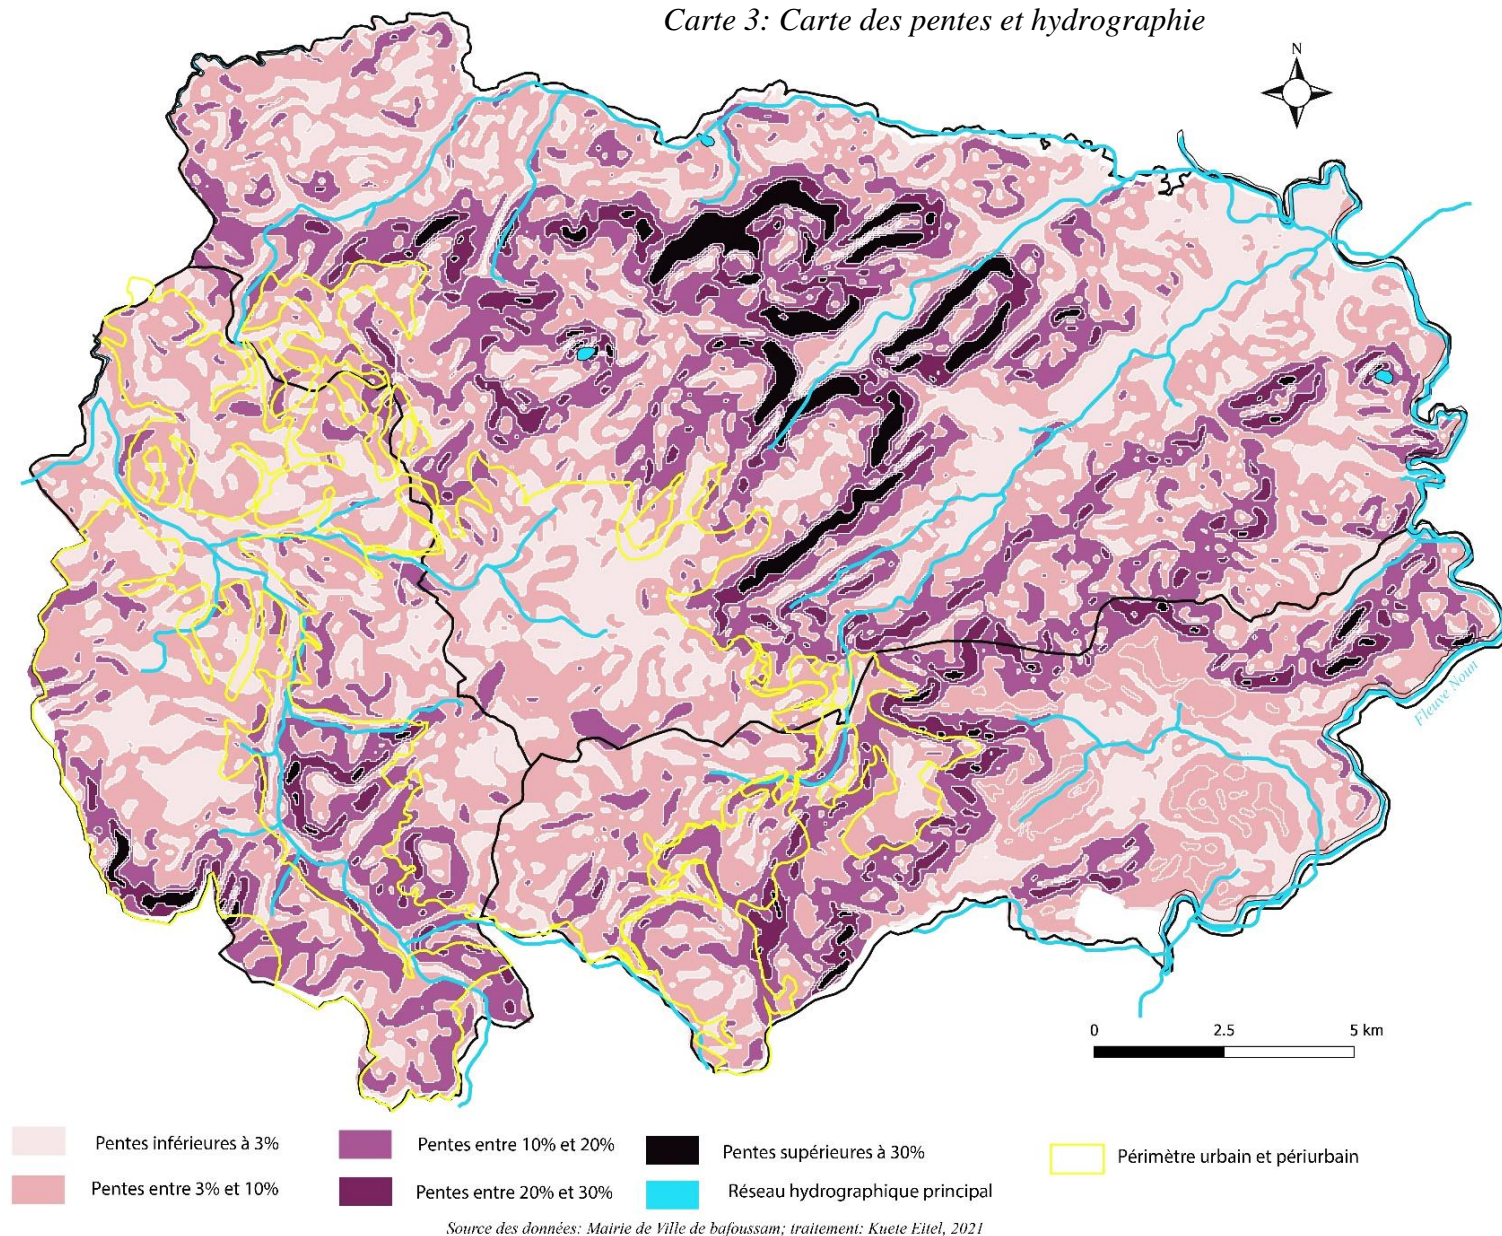 Carte 3: Carte des pentes et hydrographie
N
Fleuve Noun
0 2.5 5 km
Pentes inférieures à 3%
Pentes entre 10% et 20%
Pentes supérieures à 30%
Périmètre urbain et périurbain
Pentes entre 3% et 10%
Pentes entre 20% et 30%
Réseau hydrographique principal
Source des données: Mairie de Ville de bafoussam; traitement: Kuete Eitel, 2021